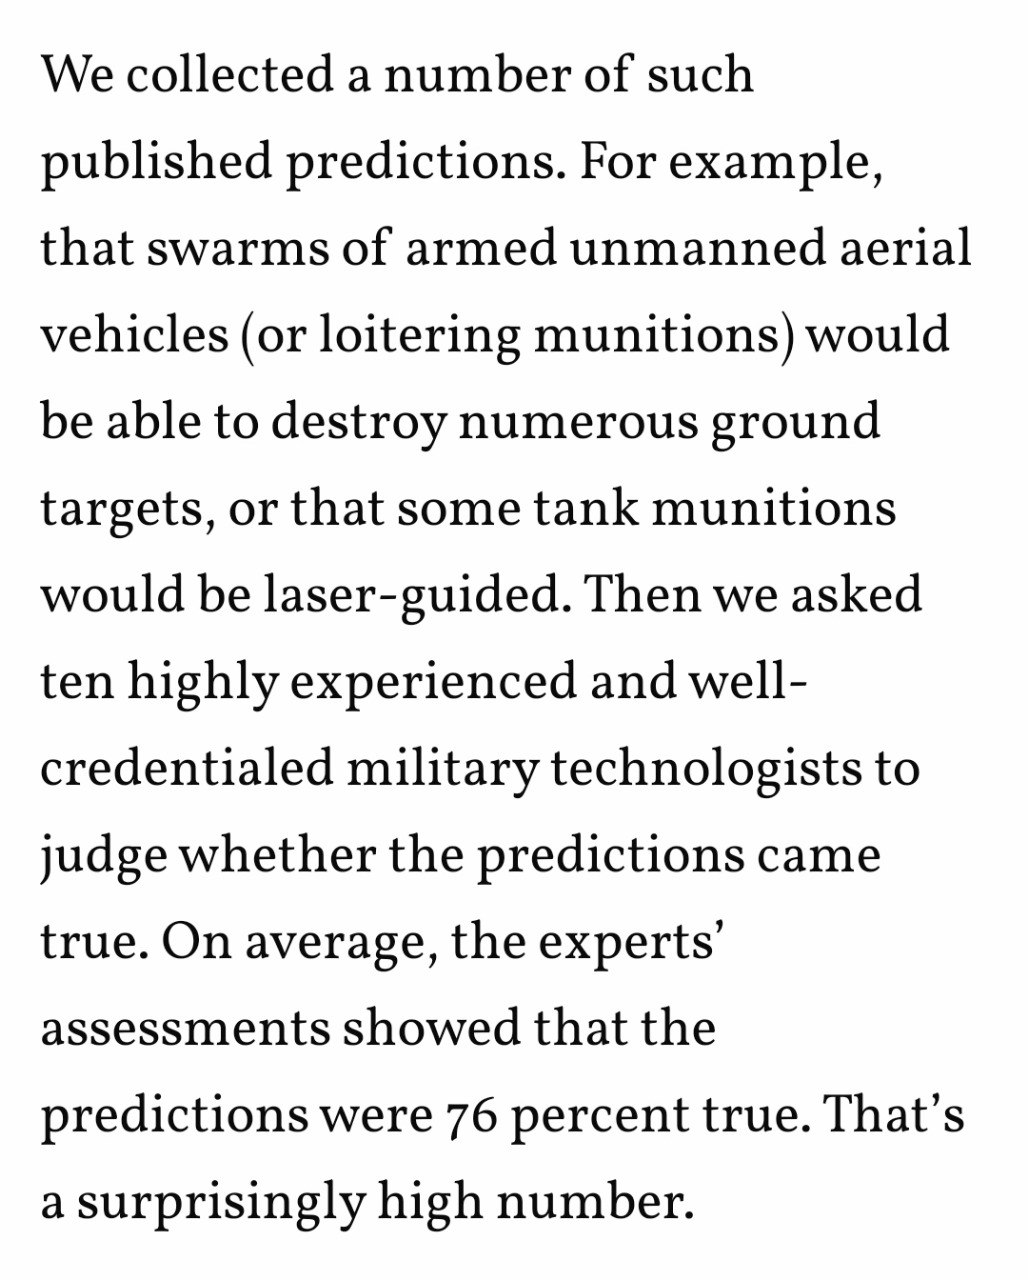 We collected a number of such
published predictions. For example,
that swarms of armed unmanned aerial
vehicles (or loitering munitions) would
be able to destroy numerous ground
targets, or that some tank munitions
would be laser-guided. Then we asked
ten highly experienced and well-
credentialed military technologists to
judge whether the predictions came
true. On average, the experts’
assessments showed that the
predictions were 76 percent true. That’s
a surprisingly high number.